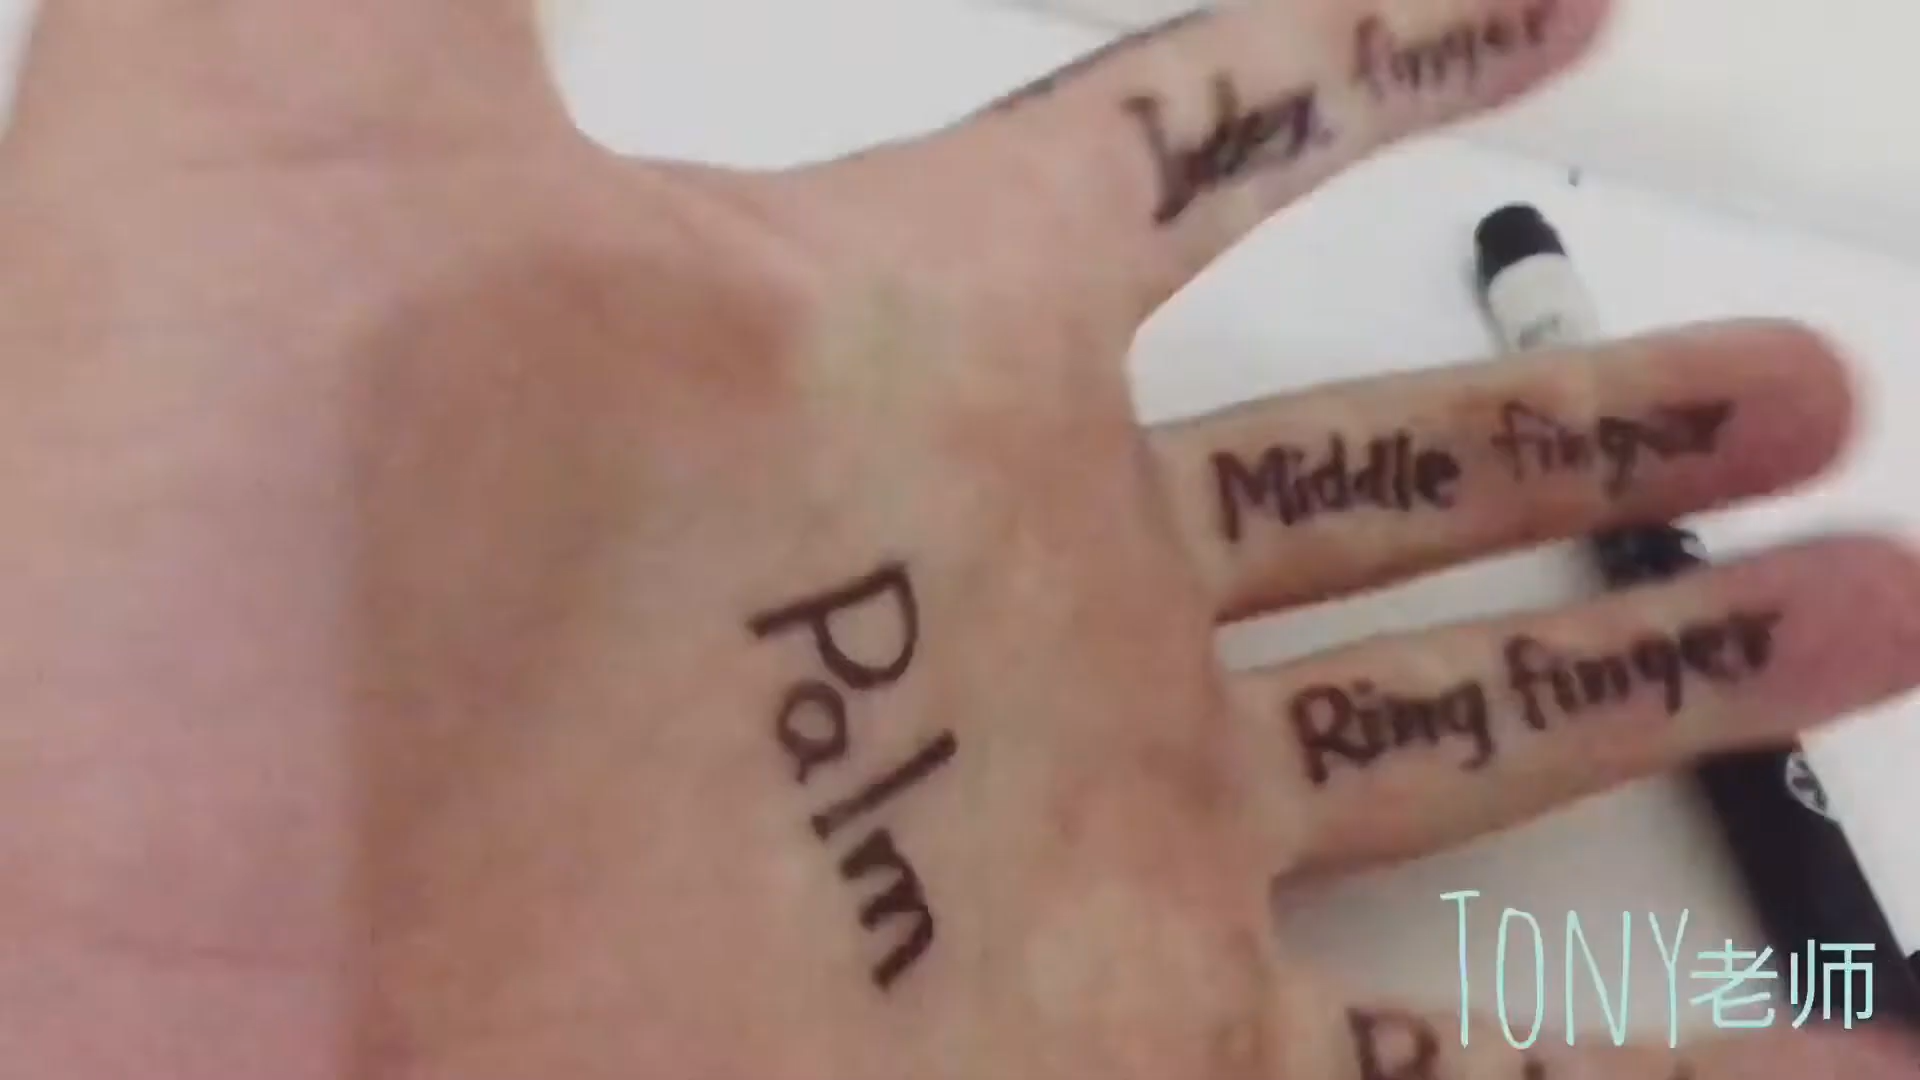 Index finger
Middle finger
Ring finger
Palm
TONY老师